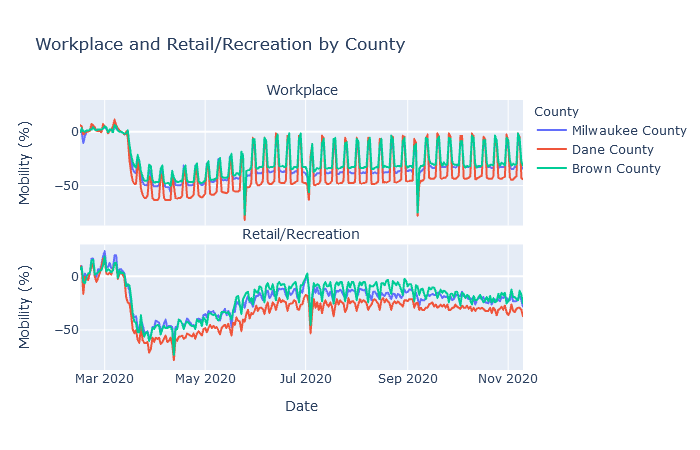 Workplace and Retail/Recreation by County
Workplace
County
Milwaukee County
Dane County
Brown County
Mobility (%)
0
−50
Retail/Recreation
Mobility (%)
0
−50
Mar 2020
May 2020
Jul 2020
Sep 2020
Nov 2020
Date